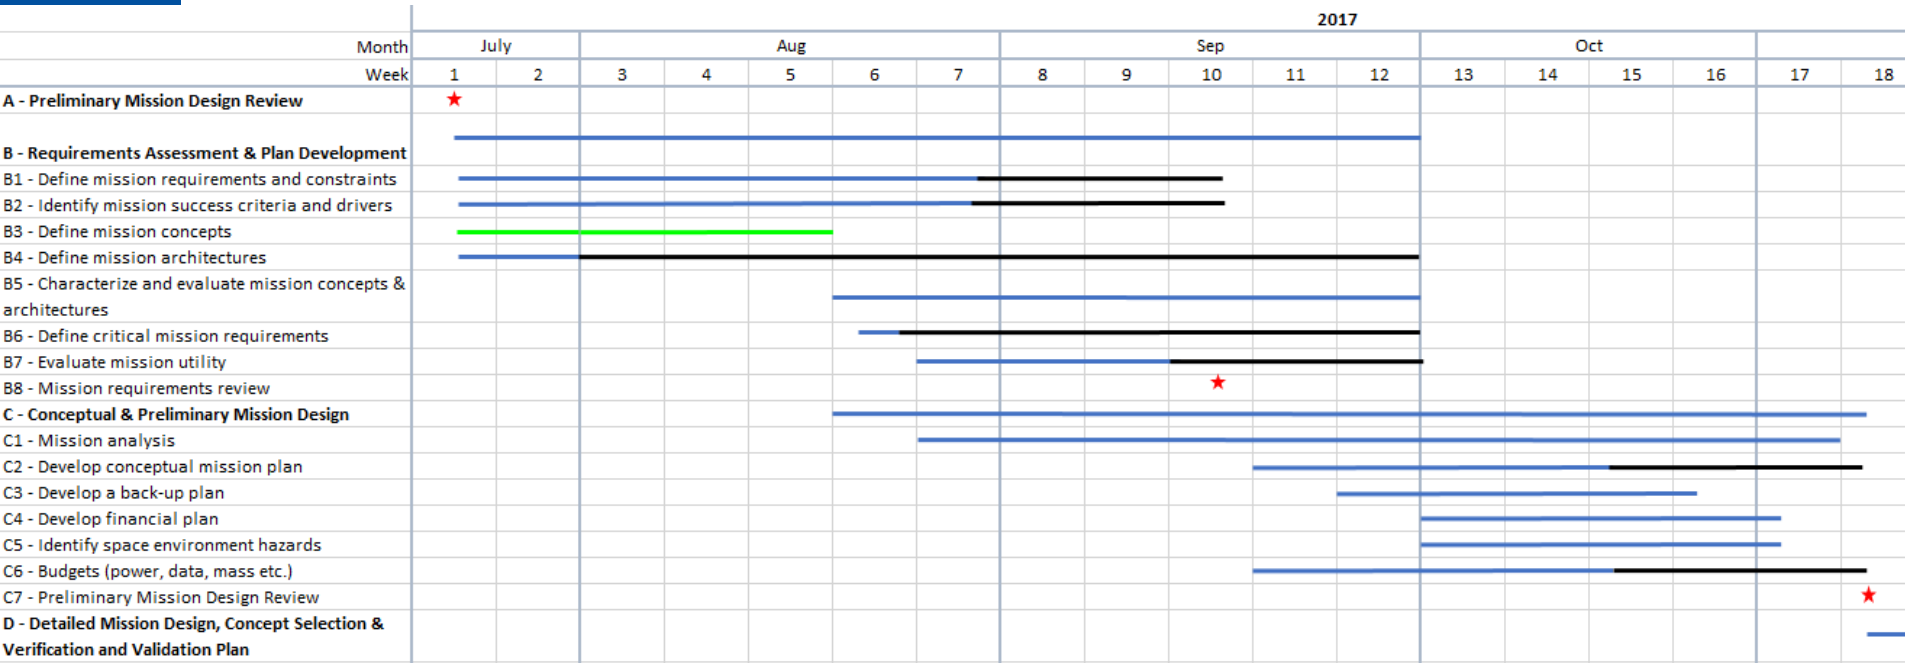 2017
Month July Aug Sep Oct
Week 1 2 3 4 5 6 7 8 9 10 11 12 13 14 15 16 17 18
A - Preliminary Mission Design Review
B - Requirements Assessment & Plan Development
B1 - Define mission requirements and constraints
B2 - Identify mission success criteria and drivers
B3 - Define mission concepts
B4 - Define mission architectures
B5 - Characterize and evaluate mission concepts &
architectures
B6 - Define critical mission requirements
B7 - Evaluate mission utility
B8 - Mission requirements review
C - Conceptual & Preliminary Mission Design
C1 - Mission analysis
C2 - Develop conceptual mission plan
C3 - Develop a back-up plan
C4 - Develop financial plan
C5 - Identify space environment hazards
C6 - Budgets (power, data, mass etc.)
C7 - Preliminary Mission Design Review
D - Detailed Mission Design, Concept Selection &
Verification and Validation Plan